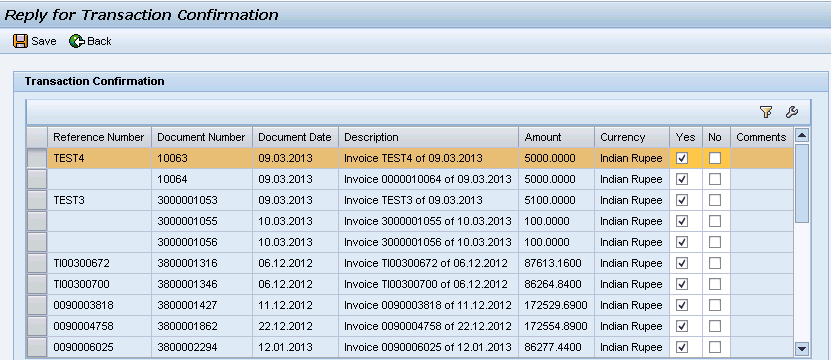 Reply for Transaction Confirmation
Save Back
Transaction Confirmation
Reference Number Document Number Document Date Description Amount Currency Yes No Comments
TEST4 10063 09.03.2013 Invoice TEST4 of 09.03.2013 5000.0000 Indian Rupee
10064 09.03.2013 Invoice 0000010064 of 09.03.2013 5000.0000 Indian Rupee
TEST3 3000001053 09.03.2013 Invoice TEST3 of 09.03.2013 5100.0000 Indian Rupee
3000001055 10.03.2013 Invoice 3000001055 of 10.03.2013 100.0000 Indian Rupee
3000001056 10.03.2013 Invoice 3000001056 of 10.03.2013 100.0000 Indian Rupee
TI00300672 3800001316 06.12.2012 Invoice TI00300672 of 06.12.2012 87613.1600 Indian Rupee
TI00300700 3800001346 06.12.2012 Invoice TI00300700 of 06.12.2012 86264.8400 Indian Rupee
0090003818 3800001427 11.12.2012 Invoice 0090003818 of 11.12.2012 172529.6900 Indian Rupee
0090004758 3800001862 22.12.2012 Invoice 0090004758 of 22.12.2012 172554.8900 Indian Rupee
0090006025 3800002294 12.01.2013 Invoice 0090006025 of 12.01.2013 86277.4400 Indian Rupee